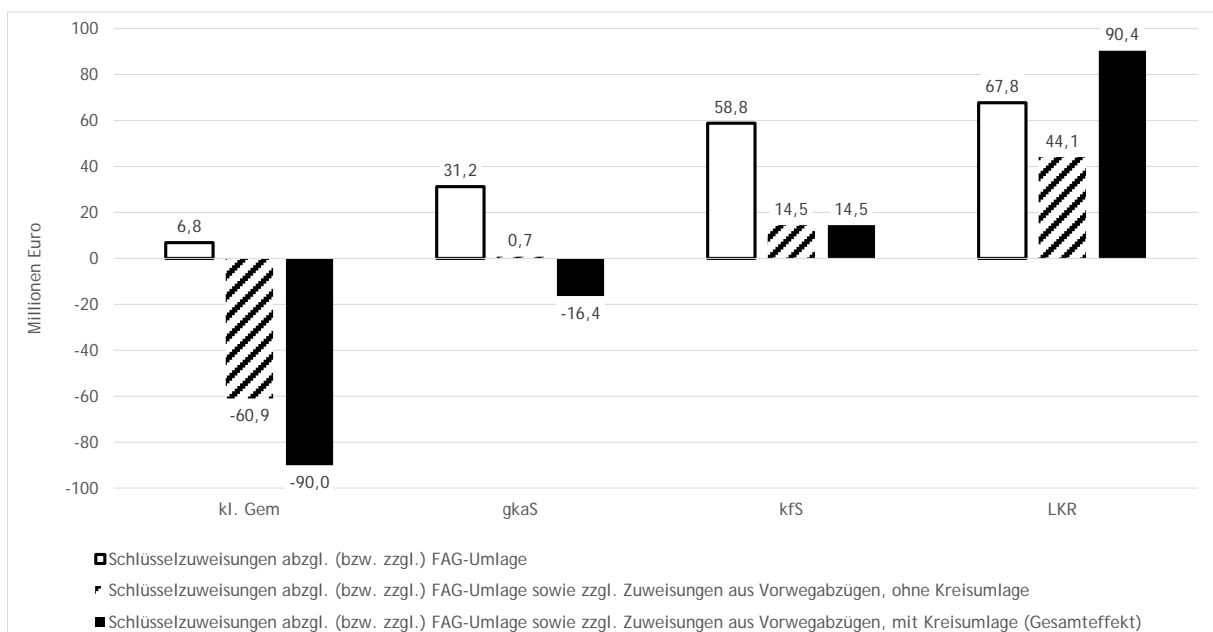 100
80
60
40
20
0
-20
-40
-60
-80
-100
Millionen Euro
6,8
-60,9
-90,0
31,2
0,7
-16,4
58,8
14,5
14,5
67,8
44,1
90,4
kl. Gem
gkaS
kfS
LKR
Schlüsselzuweisungen abzgl. (bzw. zzgl.) FAG-Umlage
Schlüsselzuweisungen abzgl. (bzw. zzgl.) FAG-Umlage sowie zzgl. Zuweisungen aus Vorwegabzügen, ohne Kreisumlage
Schlüsselzuweisungen abzgl. (bzw. zzgl.) FAG-Umlage sowie zzgl. Zuweisungen aus Vorwegabzügen, mit Kreisumlage (Gesamteffekt)